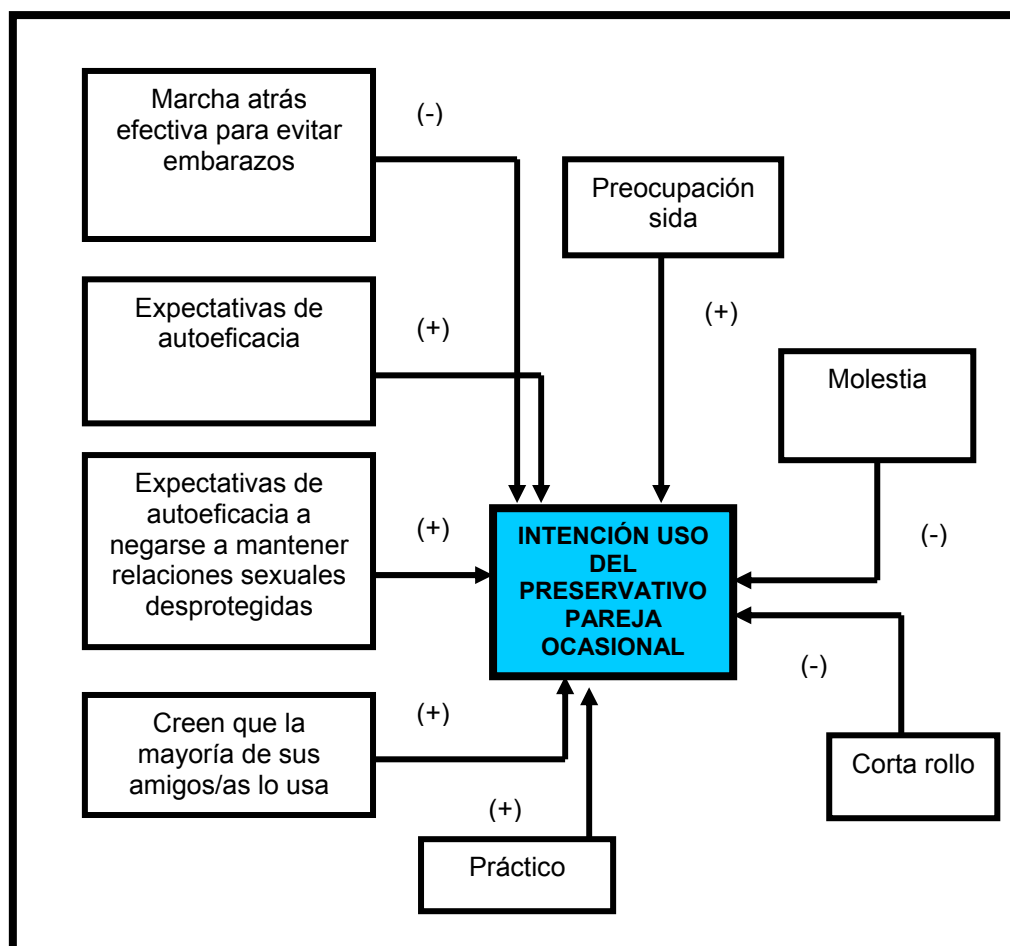 Marcha atrás
efectiva para evitar
embarazos
(-)
Preocupación
sida
(+)
Expectativas de
autoeficacia
(+)
Molestia
(-)
Expectativas de
autoeficacia a
negarse a mantener
relaciones sexuales
desprotegidas
(+)
INTENCIÓN USO
DEL
PRESERVATIVO
PAREJA
OCASIONAL
(-)
Corta rollo
Creen que la
mayoría de sus
amigos/as lo usa
(+)
(+)
Práctico